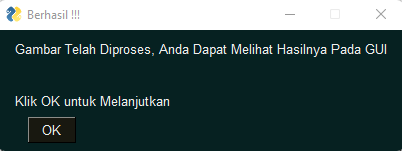 Berhasil !!!
Gambar Telah Diproses, Anda Dapat Melihat Hasilnya Pada GUI
Klik OK untuk Melanjutkan
OK